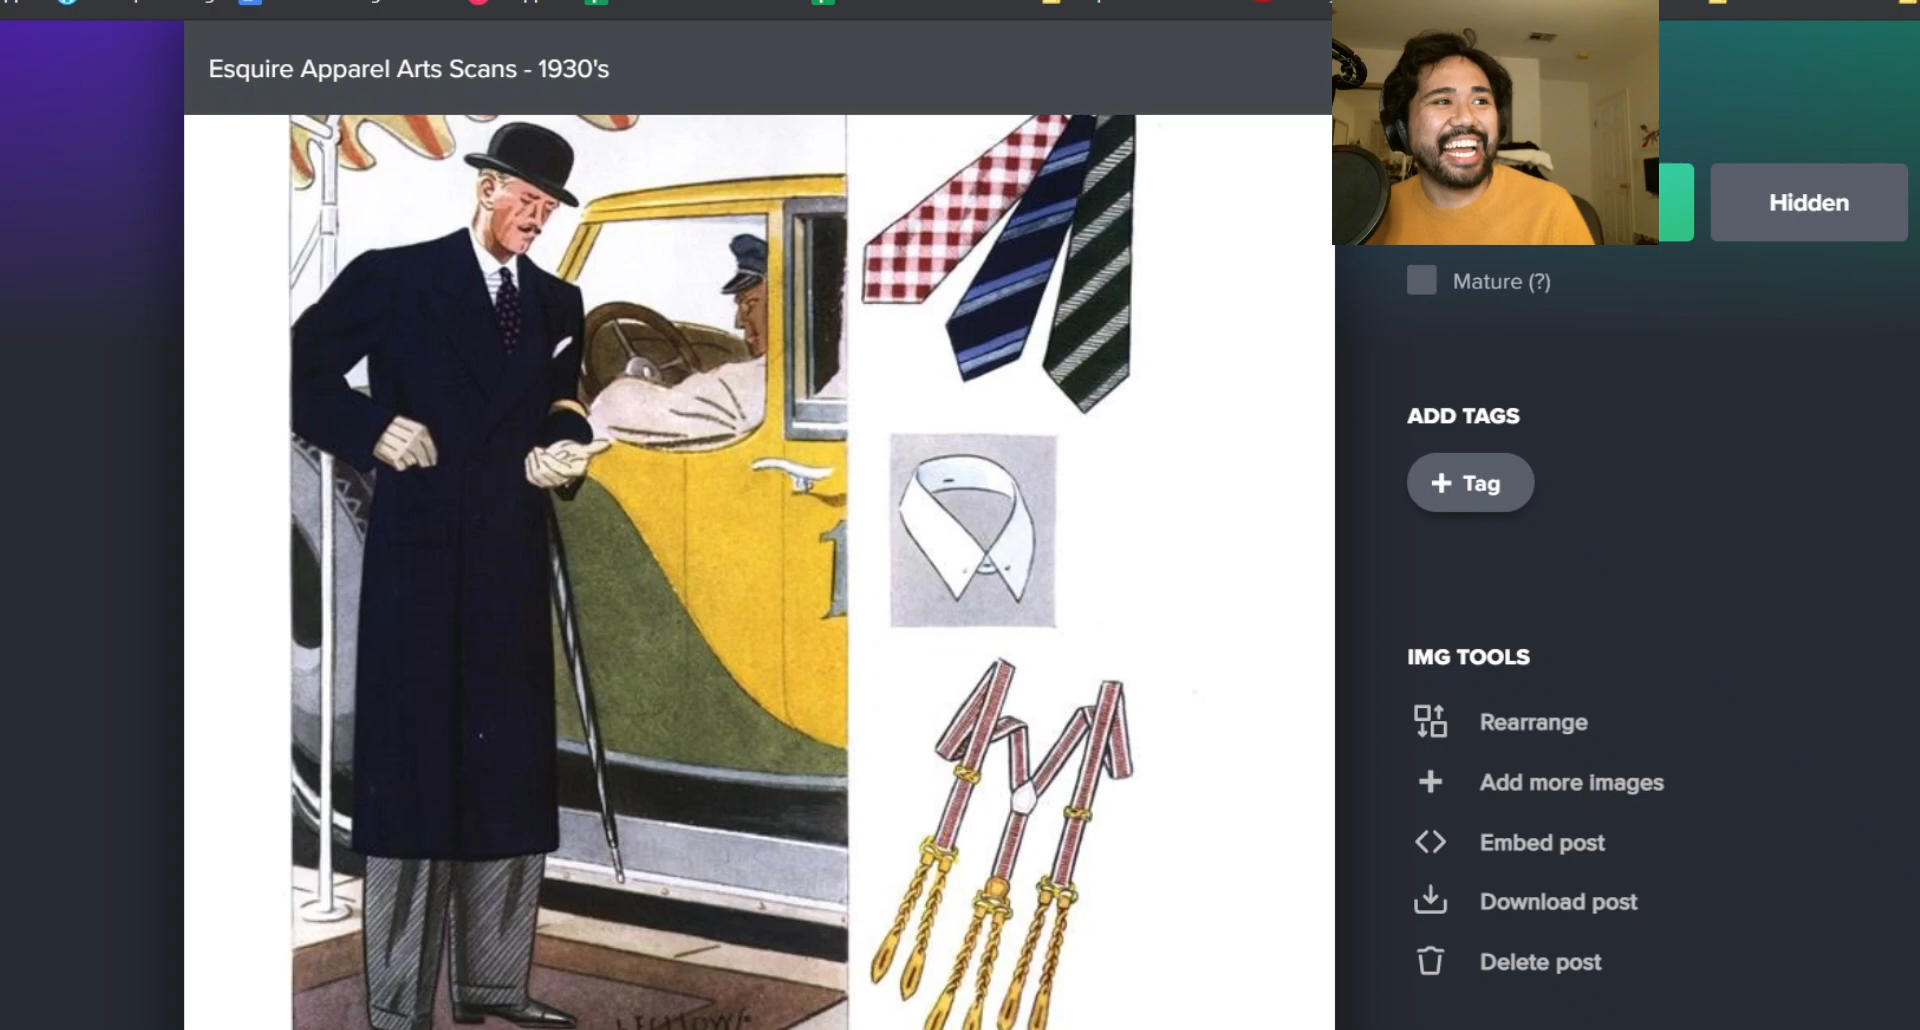 Esquire Apparel Arts Scans - 1930's
Hidden
Mature (?)
ADD TAGS
+ Tag
IMG TOOLS
Rearrange
Add more images
Embed post
Download post
Delete post